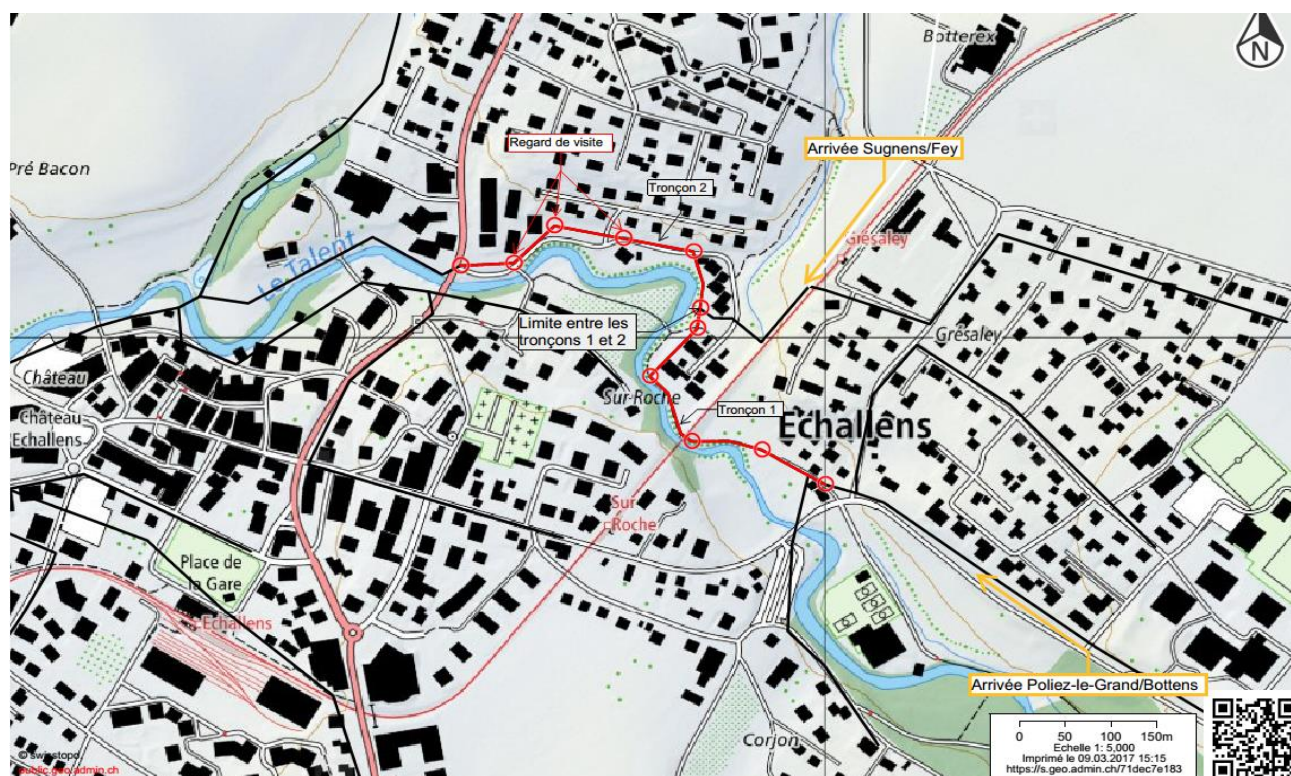 Botterex
N
Regard de visite
Arrivée Sugnens/Fey
Pré Bacon
Tronçon 2
Grésaley
Le Talent
Limite entre les
tronçons 1 et 2
Grésaley
Château
Sur Roche
Château
Echallens
Tronçon 1
Echallens
Sur
Roche
Place de
la Gare
Echallens
Arrivée Poliez-le-Grand/Bottens
Corjon
0 50 100 150m
Echelle 1: 5,000
Imprimé le 09.03.2017 15:15
https://s.geo.admin.ch/71dec7e183
© swisstopo,
public.geo.admin.ch